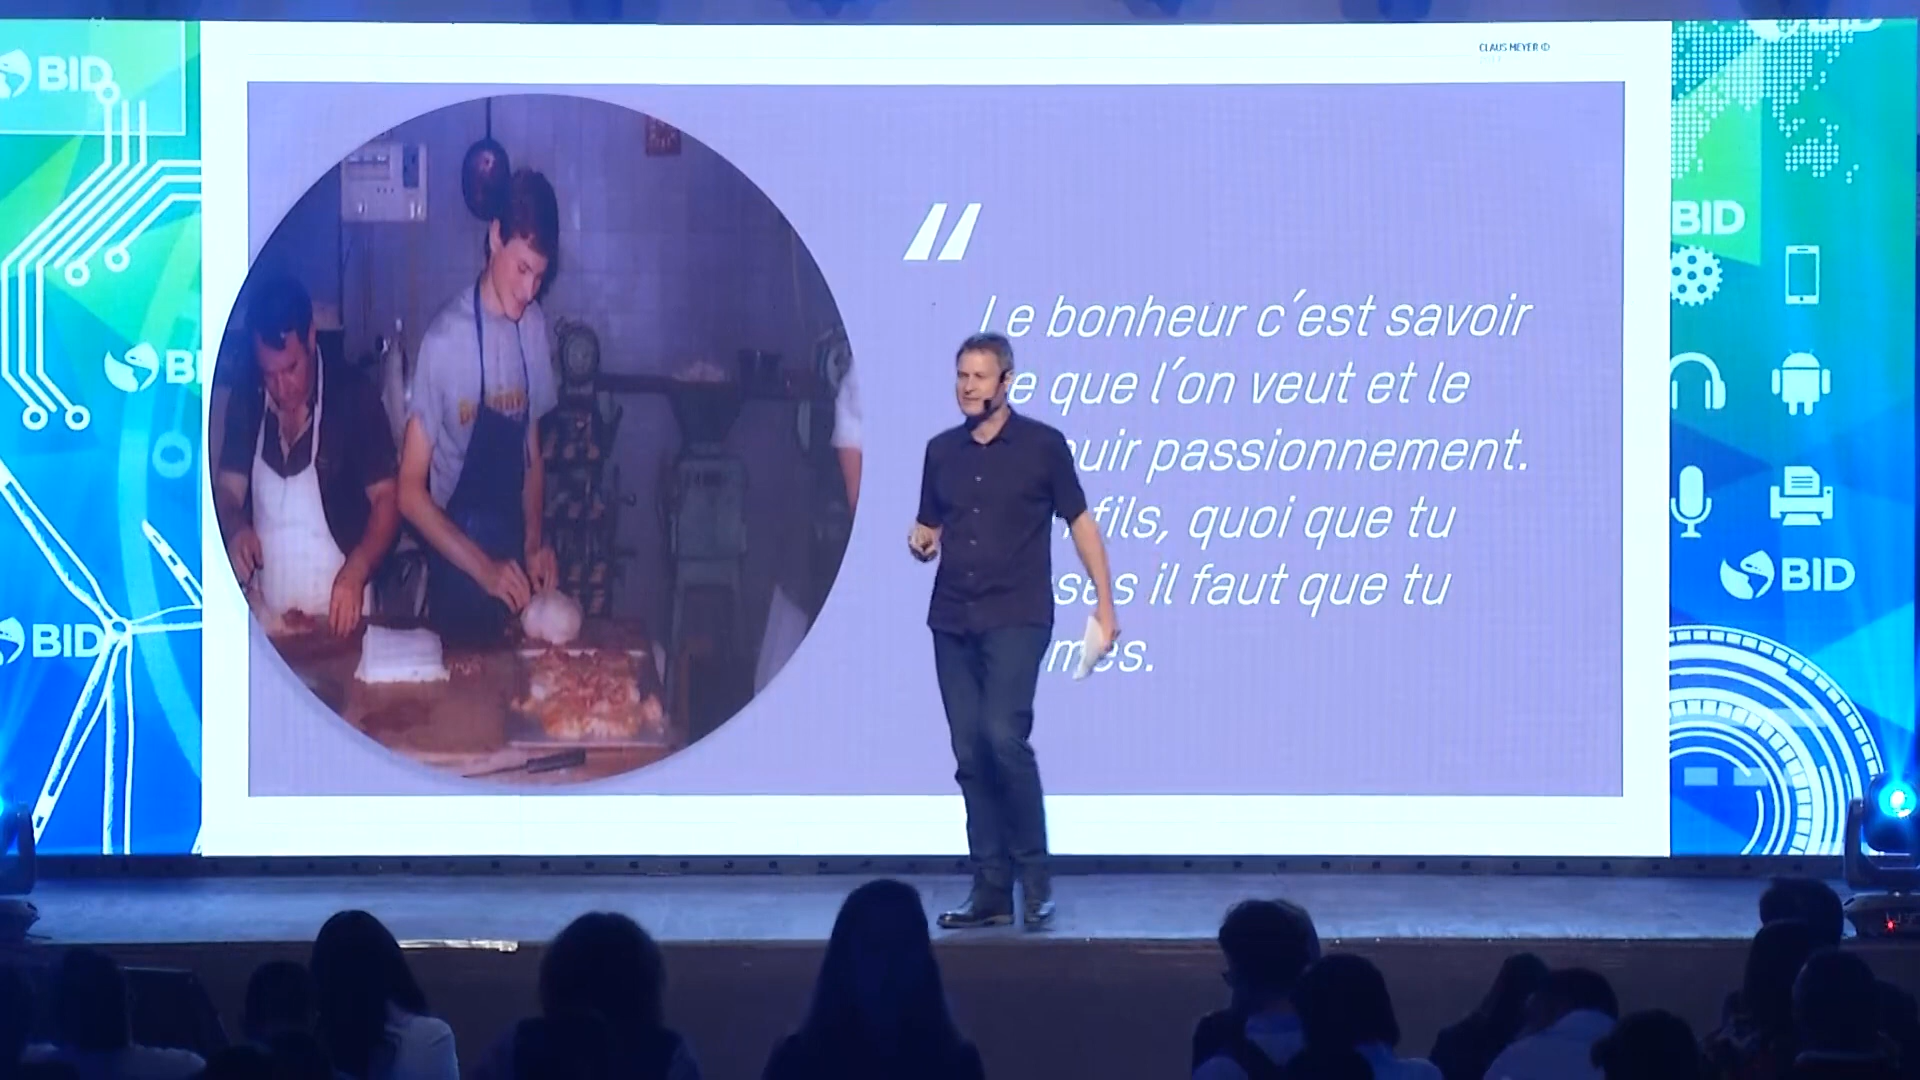 BID
CLAUS MEYER
BID
Le bonheur c´est savoir
que l´on veut et le
passionnement.
fils, quoi que tu
il faut que tu
BID
BID
BID